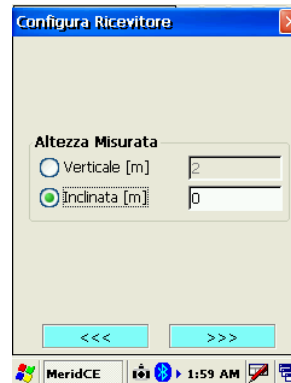 Configura Ricevitore
Altezza Misurata
Verticale [m] 2
Inclinata [m] 0
<<< >>>
MeridCE 1:59 AM